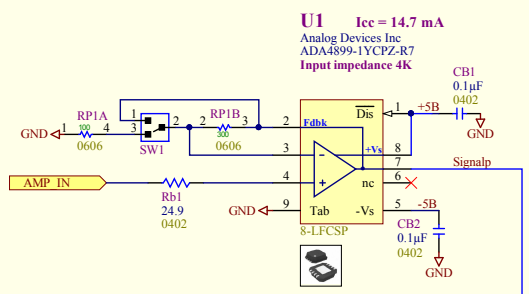 U1 Icc = 14.7 mA
Analog Devices Inc
ADA4899-1YCPZ-R7
Input impedance 4K
CB1
0.1µF
0402
GND
+5B
RP1A
GND 1 100 4
0606
1
3
2
SW1
RP1B
2 300 3
0606
2 Fdbk
Dis 1
3
+Vs 8
7 Signalp
AMP_IN
Rb1
24.9
0402
4
nc 6
GND 9 Tab
-Vs 5 -5B
8-LFCSP
CB2
0.1µF
0402
GND